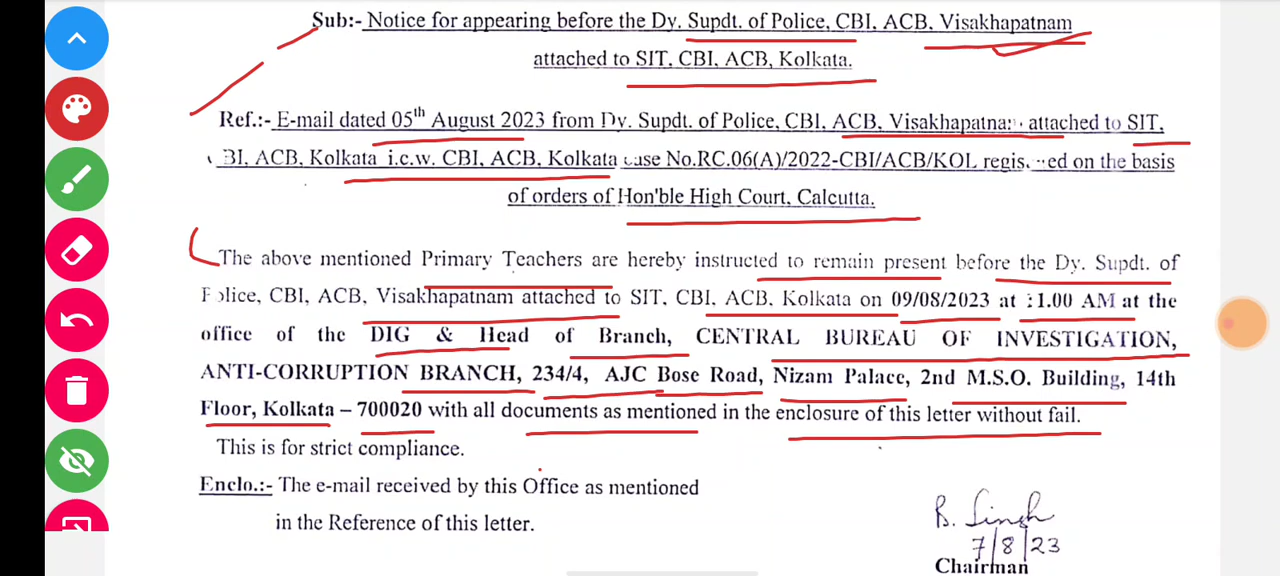 Sub:- Notice for appearing before the Dy. Supdt. of Police, CBI, ACB, Visakhapatnam
attached to SIT, CBI, ACB, Kolkata.
Ref.:- E-mail dated 05th August 2023 from Dy. Supdt. of Police, CBI, ACB, Visakhapatna attached to SIT,
BI, ACB, Kolkata i.c.w. CBI, ACB, Kolkata case No.RC.06(A)/2022-CBI/ACB/KOL regis ed on the basis
of orders of Hon'ble High Court, Calcutta.
The above mentioned Primary Teachers are hereby instructed to remain present before the Dy. Supdt. of
Police, CBI, ACB, Visakhapatnam attached to SIT, CBI, ACB, Kolkata on 09/08/2023 at 11.00 AM at the
office of the DIG & Head of Branch, CENTRAL BUREAU OF INVESTIGATION,
ANTI-CORRUPTION BRANCH, 234/4, AJC Bose Road, Nizam Palace, 2nd M.S.O. Building, 14th
Floor, Kolkata – 700020 with all documents as mentioned in the enclosure of this letter without fail.
This is for strict compliance.
Enclo.:- The e-mail received by this Office as mentioned
in the Reference of this letter.
R. Singh
7/8/23
Chairman